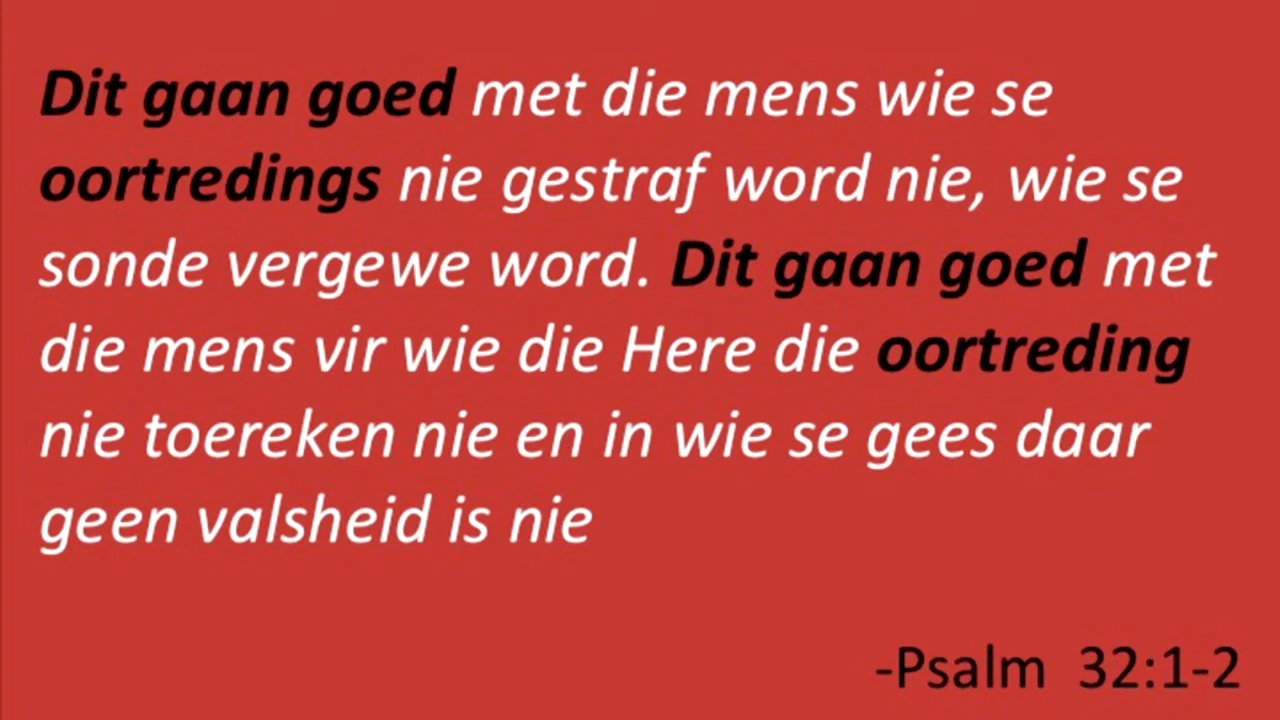 Dit gaan goed met die mens wie se
oortredings nie gestraf word nie, wie se
sonde vergewe word. Dit gaan goed met
die mens vir wie die Here die oortreding
nie toereken nie en in wie se gees daar
geen valsheid is nie
-Psalm 32:1-2